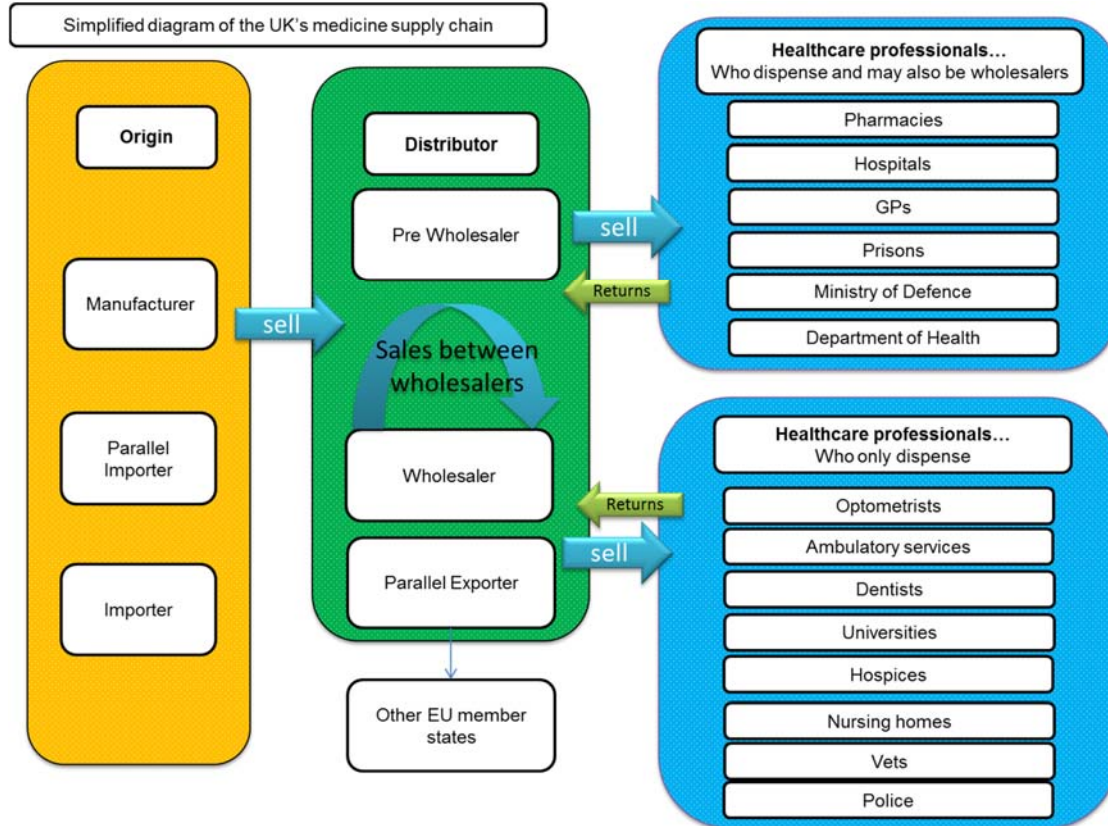 Simplified diagram of the UK's medicine supply chain
Origin
Manufacturer
Parallel
Importer
Importer
sell
Distributor
Pre Wholesaler
Sales between
wholesalers
Wholesaler
Parallel Exporter
Other EU member
states
sell
Returns
Returns
sell
Healthcare professionals…
Who dispense and may also be wholesalers
Pharmacies
Hospitals
GPs
Prisons
Ministry of Defence
Department of Health
Healthcare professionals…
Who only dispense
Optometrists
Ambulatory services
Dentists
Universities
Hospices
Nursing homes
Vets
Police